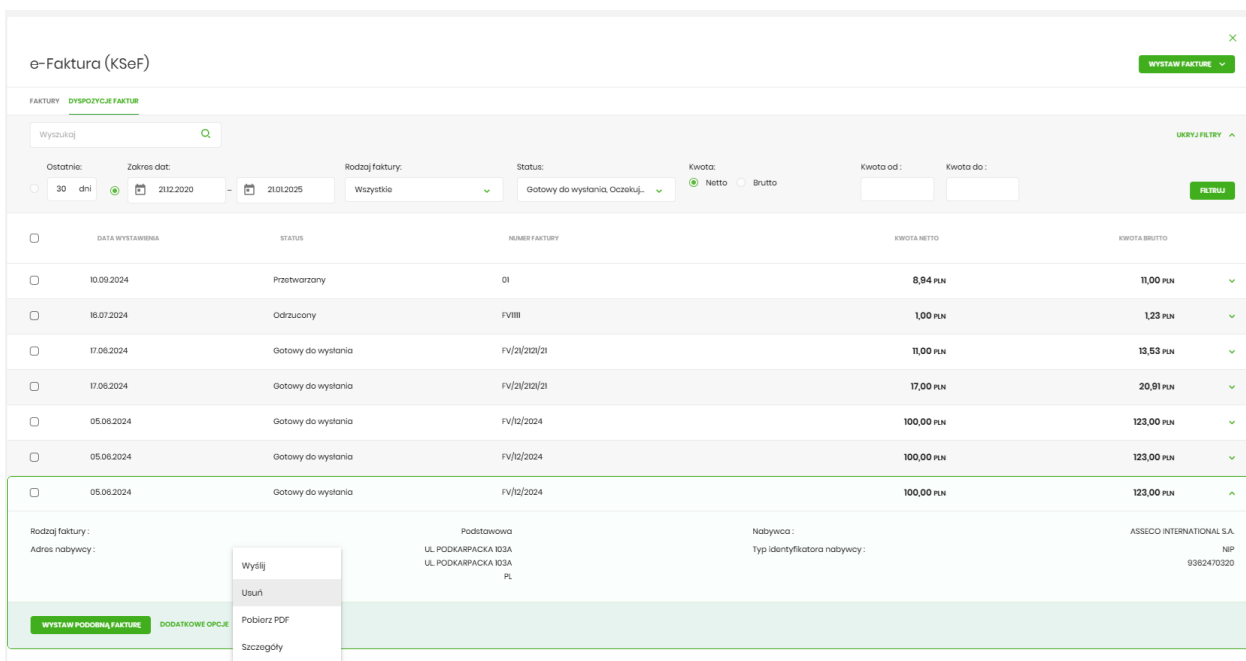 e-Faktura (KSeF)
WYSTAW FAKTURĘ
FAKTURY DYSPOZYCJE FAKTUR
Wyszukaj
UKRYJ FILTRY
Ostatnie: Zakres dat: Rodzaj faktury: Status: Kwota: Kwota od : Kwota do :
30 dni 21.12.2020 – 21.01.2025 Wszystkie Gotowy do wysłania, Oczekuj... Netto Brutto
FILTRUJ
DATA WYSTAWIENIA STATUS NUMER FAKTURY KWOTA NETTO KWOTA BRUTTO
10.09.2024 Przetwarzany 01 8,94 PLN 11,00 PLN
16.07.2024 Odrzucony FV11111 1,00 PLN 1,23 PLN
17.06.2024 Gotowy do wysłania FV/21/2121/21 11,00 PLN 13,53 PLN
17.06.2024 Gotowy do wysłania FV/21/2121/21 17,00 PLN 20,91 PLN
05.06.2024 Gotowy do wysłania FV/12/2024 100,00 PLN 123,00 PLN
05.06.2024 Gotowy do wysłania FV/12/2024 100,00 PLN 123,00 PLN
05.06.2024 Gotowy do wysłania FV/12/2024 100,00 PLN 123,00 PLN
Rodzaj faktury : Podstawowa Nabywca : ASSECO INTERNATIONAL S.A.
Adres nabywcy : UL. PODKARPACKA 103A Typ identyfikatora nabywcy : NIP
UL. PODKARPACKA 103A 9362470320
PL
Wyślij
Usuń
Pobierz PDF
Szczegóły
WYSTAW PODOBNĄ FAKTURĘ DODATKOWE OPCJE